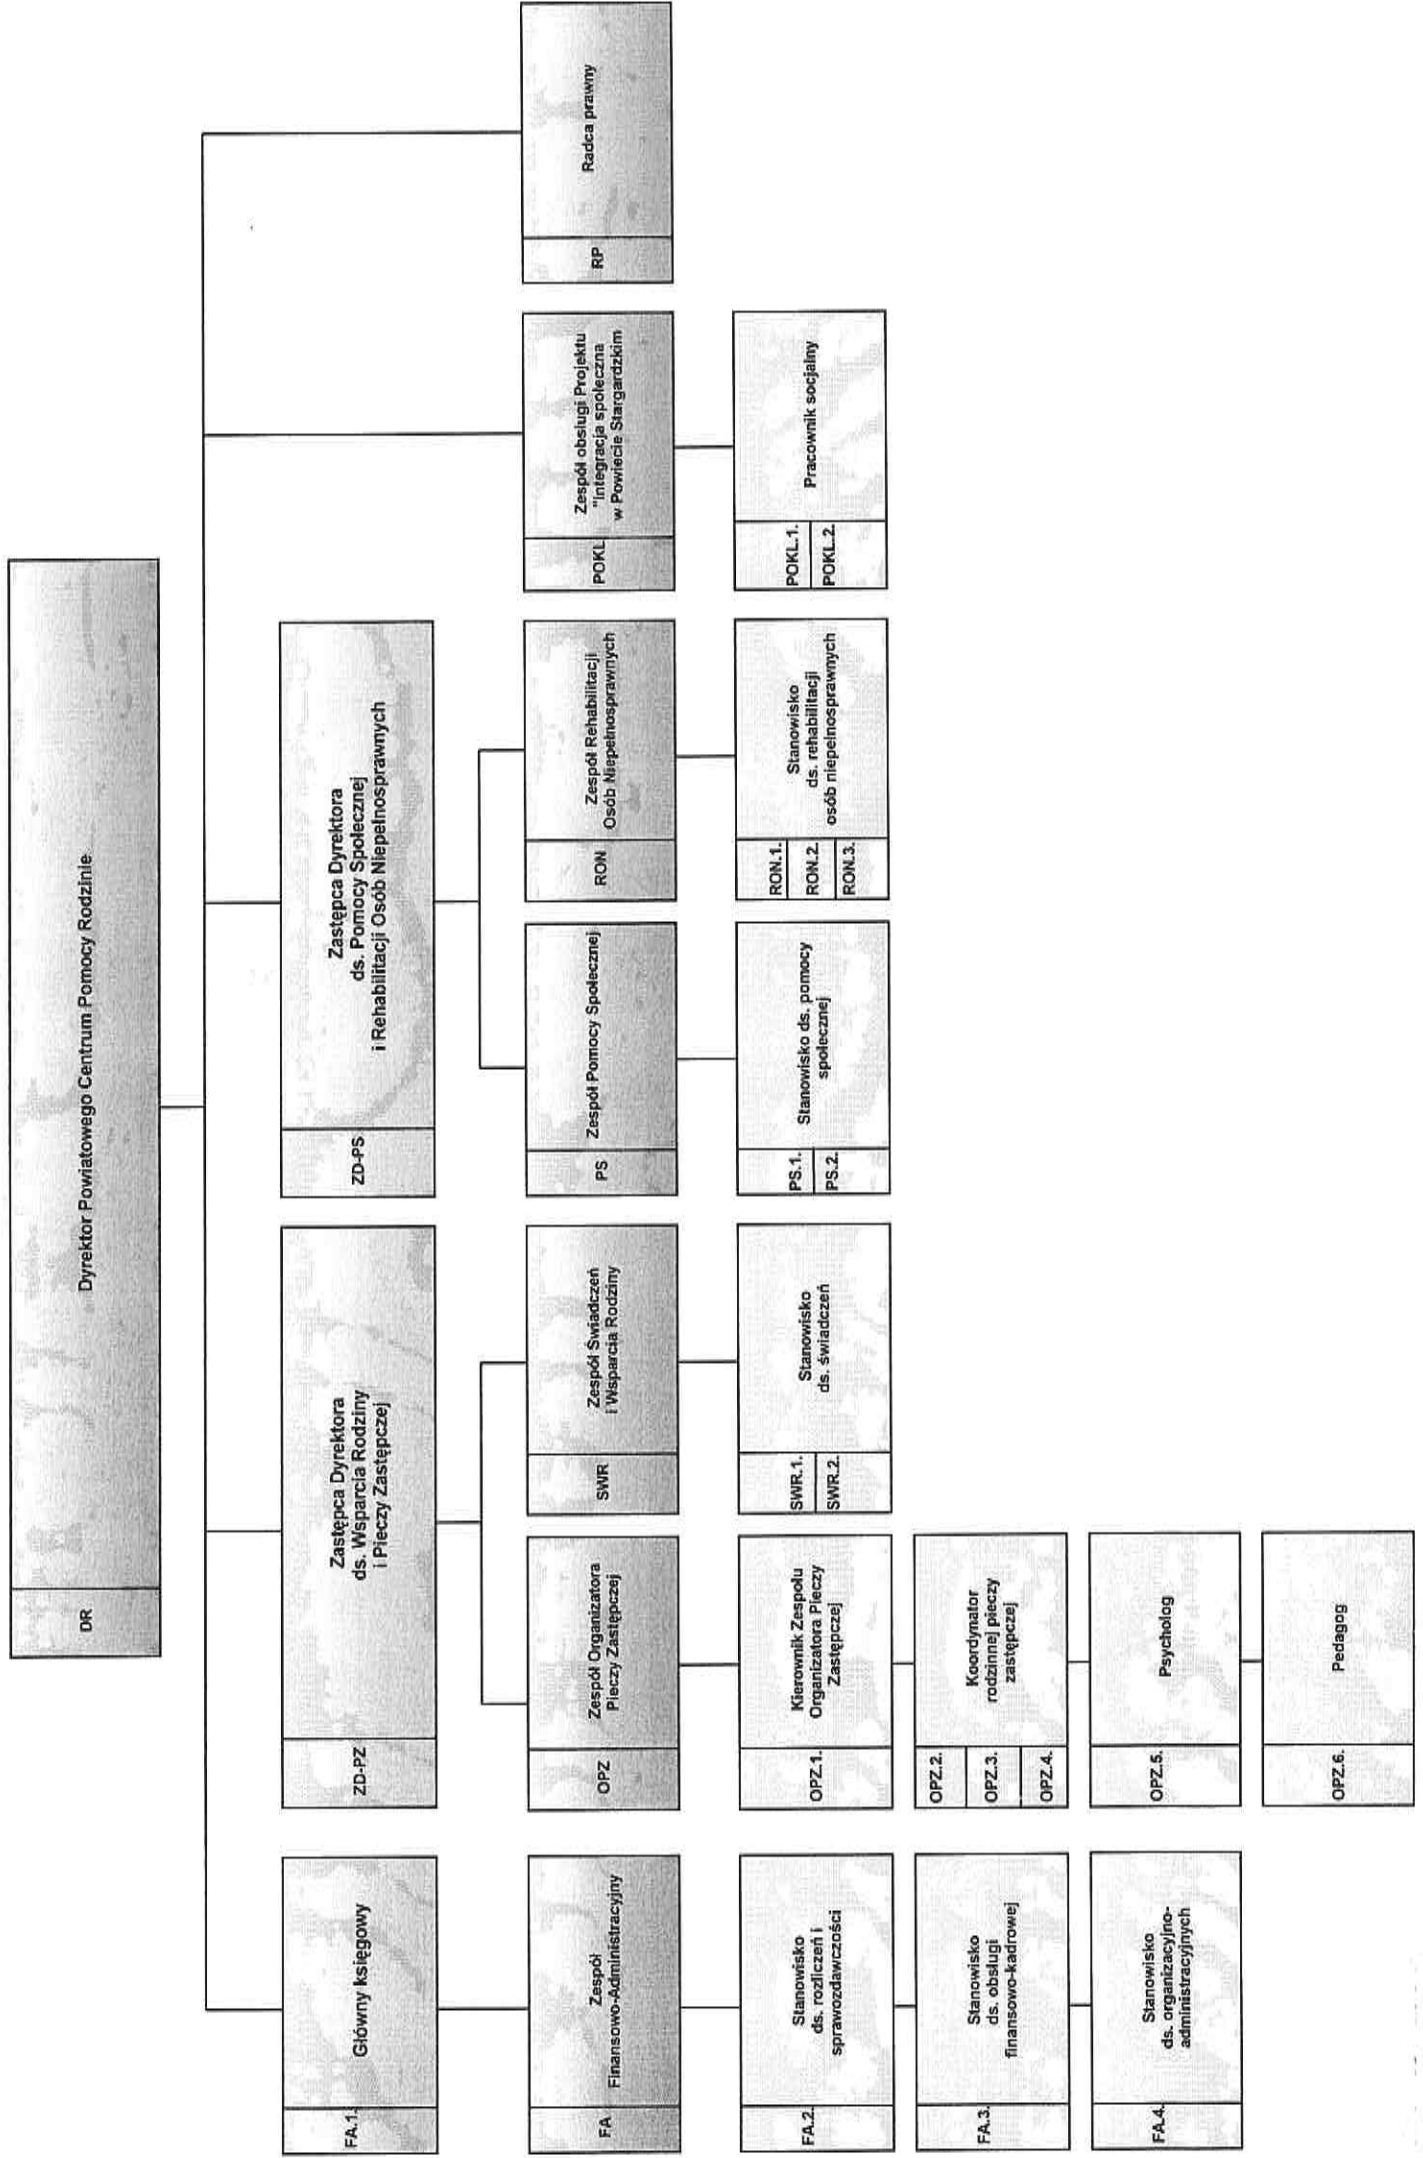 DR
Dyrektor Powiatowego Centrum Pomocy Rodzinie
FA.1.
Główny księgowy
ZD-PZ
Zastępca Dyrektora
ds. Wsparcia Rodziny
i Pieczy Zastępczej
ZD-PS
Zastępca Dyrektora
ds. Pomocy Społecznej
i Rehabilitacji Osób Niepełnosprawnych
FA
Zespół
Finansowo-Administracyjny
OPZ
Zespół Organizatora
Pieczy Zastępczej
SWR
Zespół Świadczeń
i Wsparcia Rodziny
PS
Zespół Pomocy Społecznej
RON
Zespół Rehabilitacji
Osób Niepełnosprawnych
POKL
Zespół obsługi Projektu
"Integracja społeczna
w Powiecie Stargardzkim
RP
Radca prawny
FA.2.
Stanowisko
ds. rozliczeń i
sprawozdawczości
OPZ.1.
Kierownik Zespołu
Organizatora Pieczy
Zastępczej
SWR.1.
SWR.2.
Stanowisko
ds. świadczeń
PS.1.
PS.2.
Stanowisko ds. pomocy
społecznej
RON.1.
RON.2.
RON.3.
Stanowisko
ds. rehabilitacji
osób niepełnosprawnych
POKL.1.
POKL.2.
Pracownik socjalny
FA.3.
Stanowisko
ds. obsługi
finansowo-kadrowej
OPZ.2.
OPZ.3.
OPZ.4.
Koordynator
rodzinnej pieczy
zastępczej
FA.4.
Stanowisko
ds. organizacyjno-
administracyjnych
OPZ.5.
Psycholog
OPZ.6.
Pedagog